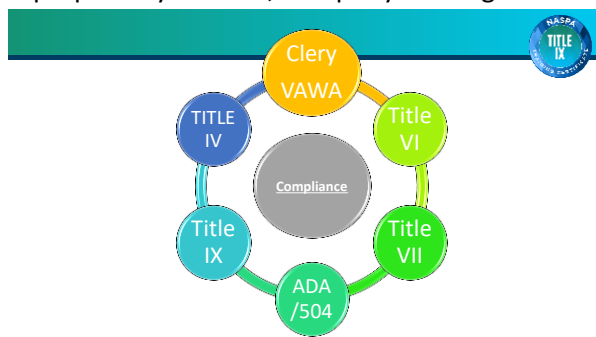 NASPA
TITLE
IX
Clery
VAWA
TITLE
IV
Title
VI
Compliance
Title
IX
Title
VII
ADA
/504